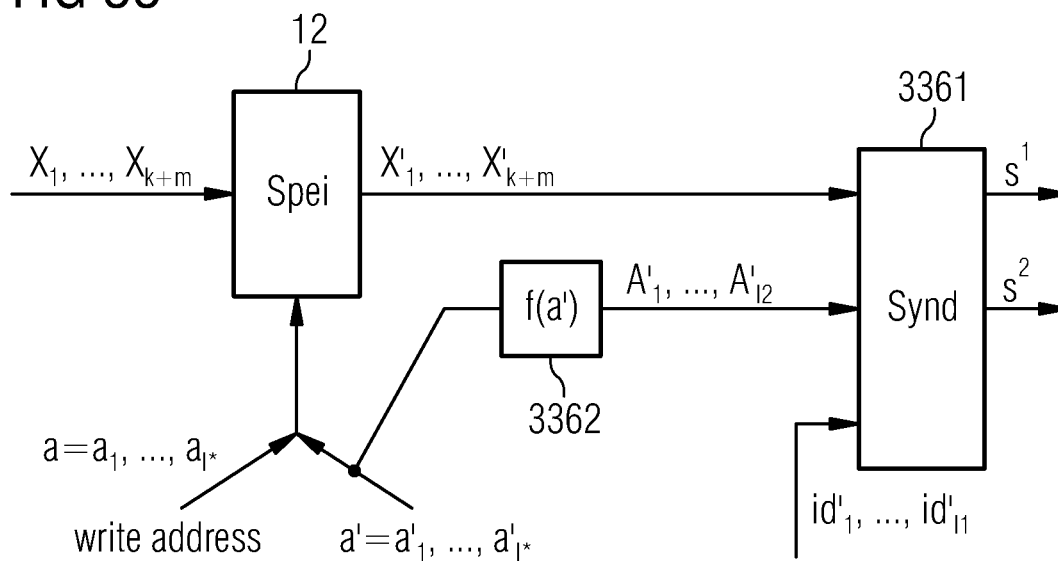 FIG
12
3361
X₁, ..., Xₖ₊ₘ
Spei
X'₁, ..., X'ₖ₊ₘ
s¹
f(a')
A'₁, ..., A'ₗ₂
Synd
s²
3362
a=a₁, ..., aₗ*
write address
a'=a'₁, ..., a'ₗ*
id'₁, ..., id'ₗ₁